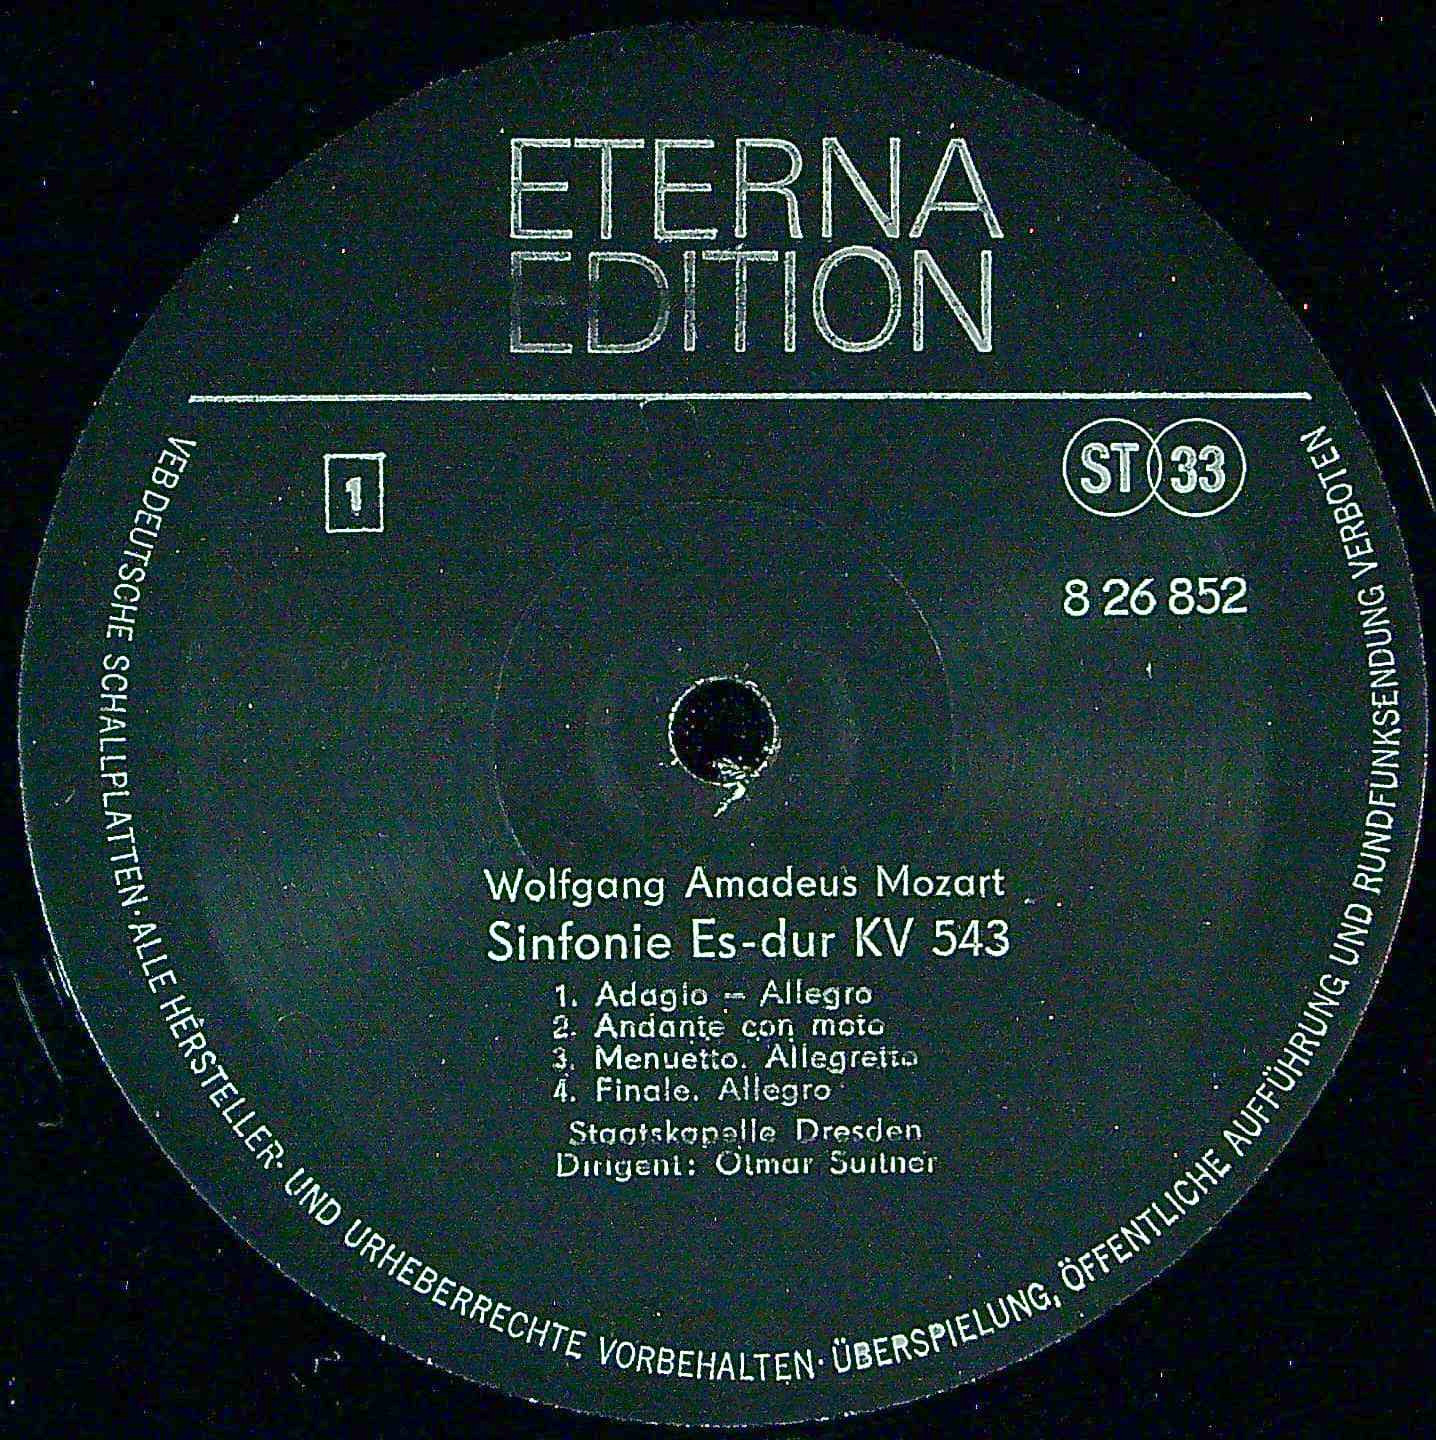 ETERNA
EDITION
1
ST 33
8 26 852
Wolfgang Amadeus Mozart
Sinfonie Es-dur KV 543
1. Adagio – Allegro
2. Andante con moto
3. Menuetto. Allegretto
4. Finale. Allegro
Staatskapelle Dresden
Dirigent: Otmar Suitner
VEB DEUTSCHE SCHALLPLATTEN · ALLE HERSTELLER- UND URHEBERRECHTE VORBEHALTEN · ÜBERSPIELUNG, ÖFFENTLICHE AUFFÜHRUNG UND RUNDFUNKSENDUNG VERBOTEN